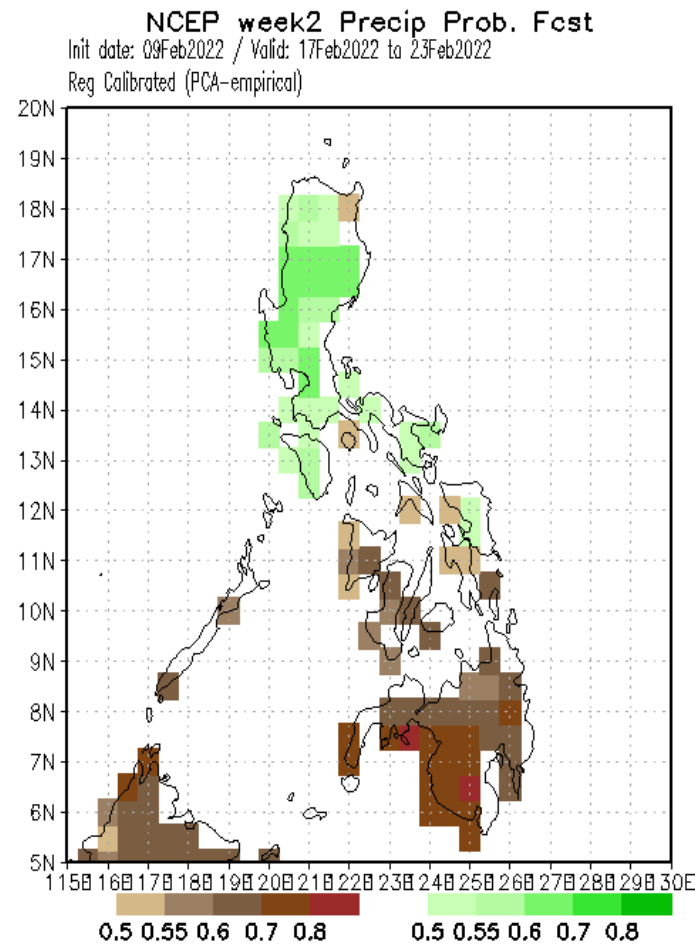 NCEP week2 Precip Prob. Fcst
Init date: 09Feb2022 / Valid: 17Feb2022 to 23Feb2022
Reg Calibrated (PCA-empirical)
20N
19N
18N
17N
16N
15N
14N
13N
12N
11N
10N
9N
8N
7N
6N
5N
115E 116E 117E 118E 119E 120E 121E 122E 123E 124E 125E 126E 127E 128E 129E 130E
0.5 0.55 0.6 0.7 0.8 0.5 0.55 0.6 0.7 0.8